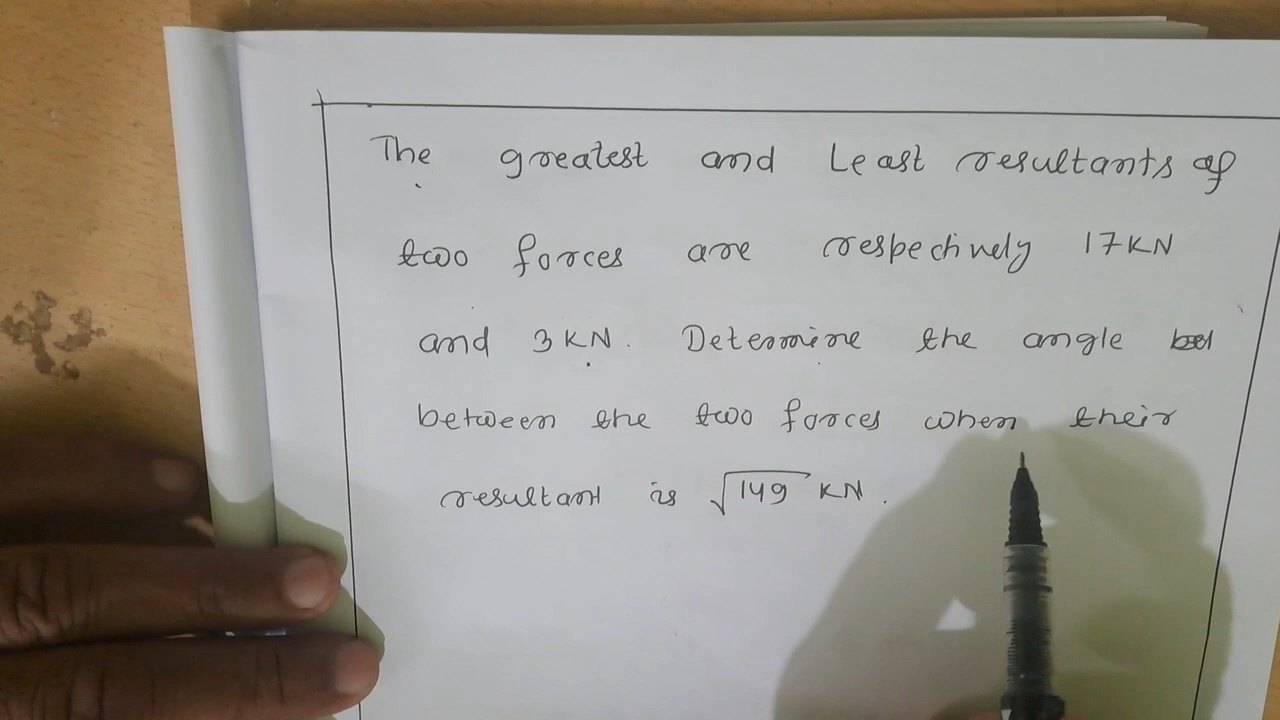 The greatest and Least resultants of
two forces are respectively 17KN
and 3KN. Determine the angle
between the two forces when their
resultant is √149 KN.